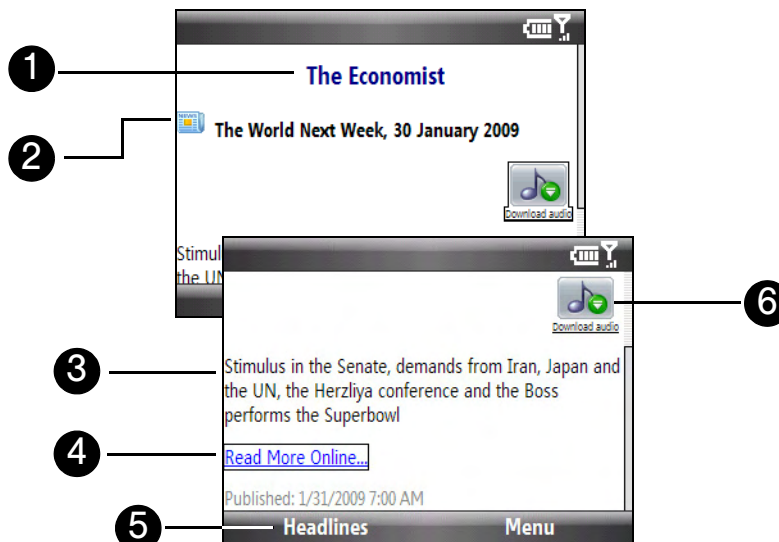 1
The Economist
NEWS
2
The World Next Week, 30 January 2009
Download audio
Stimul
the UN
Download audio
6
3
Stimulus in the Senate, demands from Iran, Japan and
the UN, the Herzliya conference and the Boss
performs the Superbowl
4
Read More Online...
Published: 1/31/2009 7:00 AM
5
Headlines
Menu